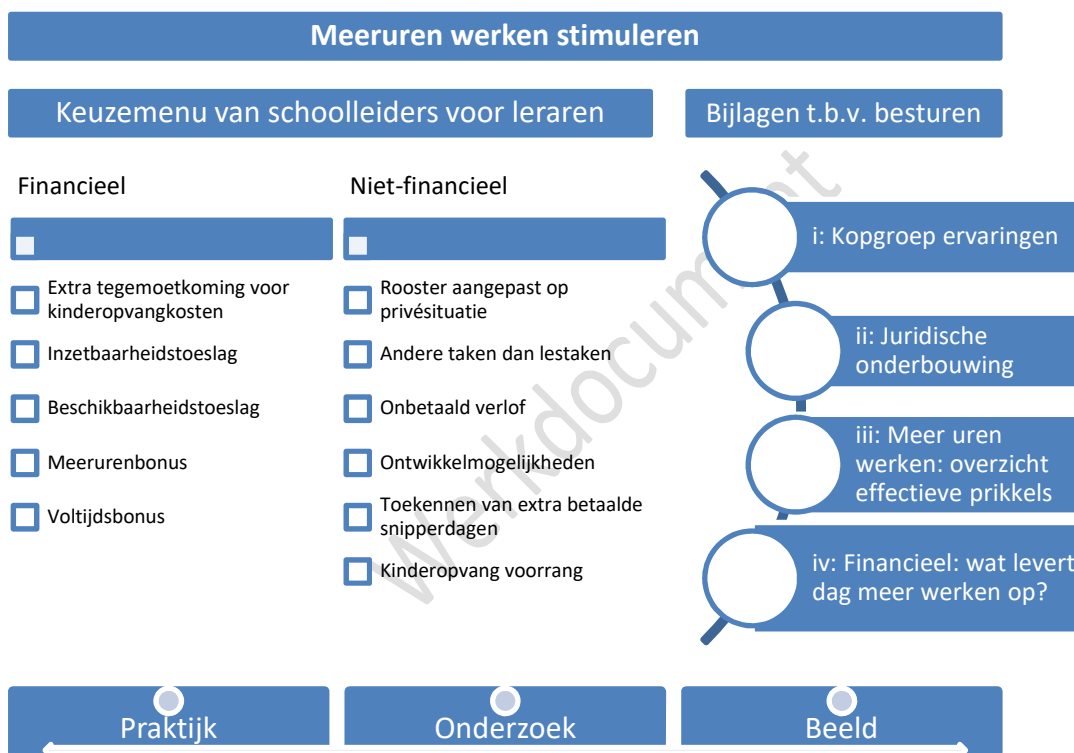 Meeruren werken stimuleren
Keuzemenu van schoolleiders voor leraren
Bijlagen t.b.v. besturen
Financieel
Extra tegemoetkoming voor
kinderopvangkosten
Inzetbaarheidstoeslag
Beschikbaarheidstoeslag
Meerurenbonus
Voltijdsbonus
Niet-financieel
Rooster aangepast op
privésituatie
Andere taken dan lestaken
Onbetaald verlof
Ontwikkelmogelijkheden
Toekennen van extra betaalde
snipperdagen
Kinderopvang voorrang
i: Kopgroep ervaringen
ii: Juridische
onderbouwing
iii: Meer uren
werken: overzicht
effectieve prikkels
iv: Financieel: wat levert
dag meer werken op?
Werkdocument
Praktijk
Onderzoek
Beeld